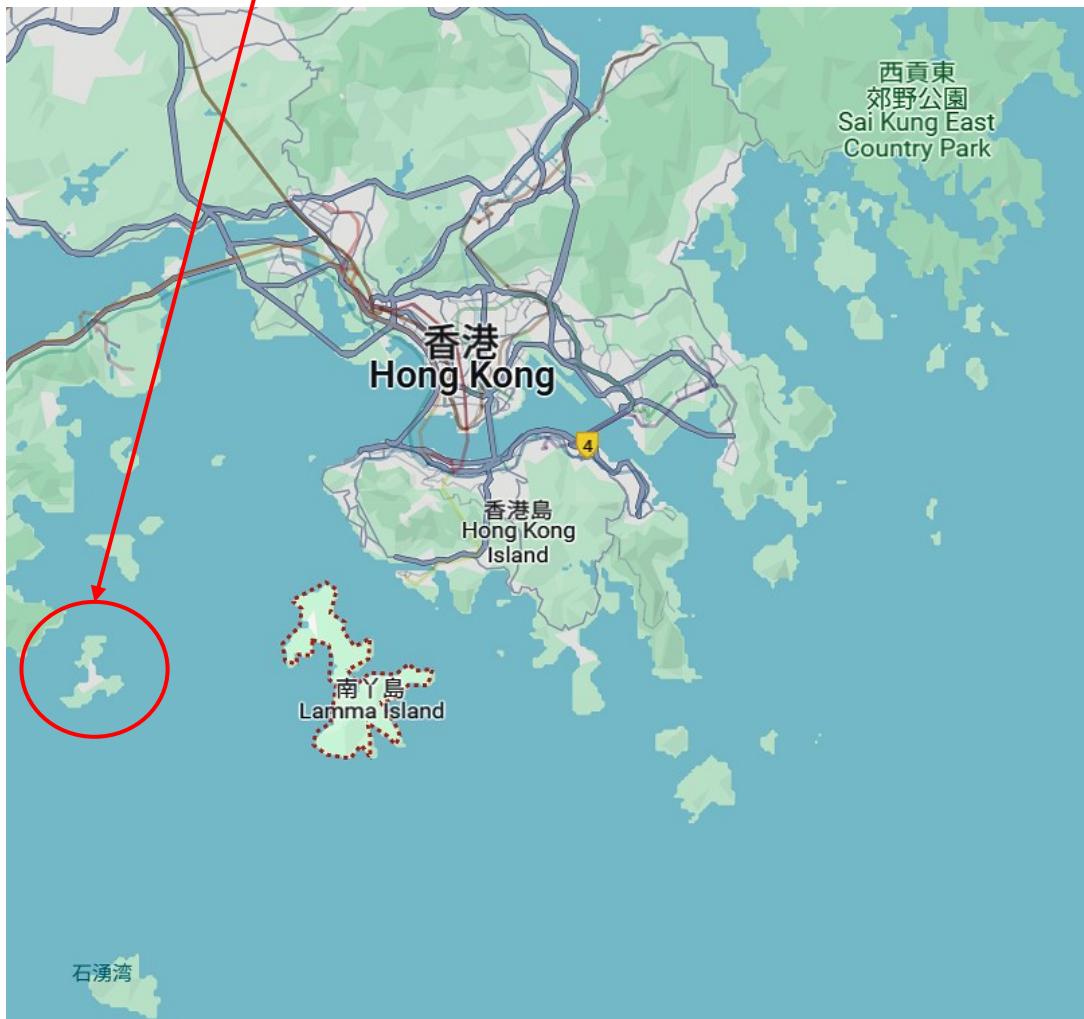 西貢東
郊野公園
Sai Kung East
Country Park
香港
Hong Kong
4
香港島
Hong Kong
Island
南丫島
Lamma Island
石湧湾